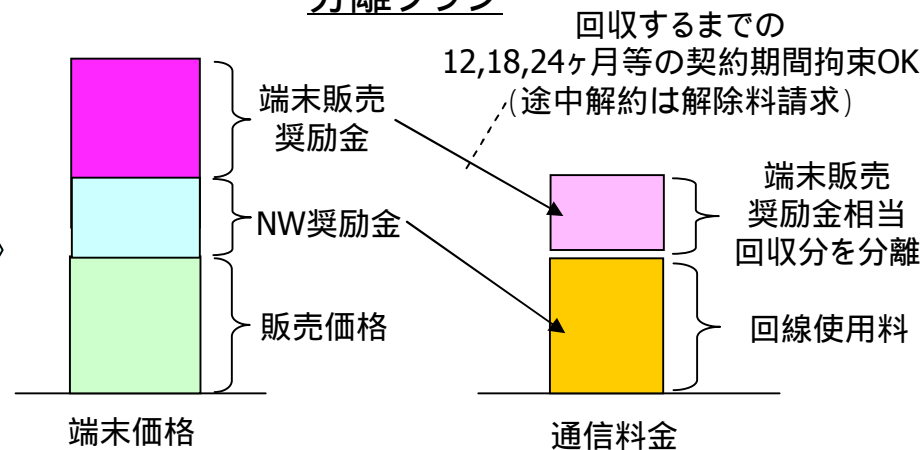 分離プラン
回収するまでの
12,18,24ヶ月等の契約期間拘束OK
(途中解約は解除料請求)
端末販売
奨励金
NW奨励金
販売価格
端末価格
端末販売
奨励金相当
回収分を分離
回線使用料
通信料金